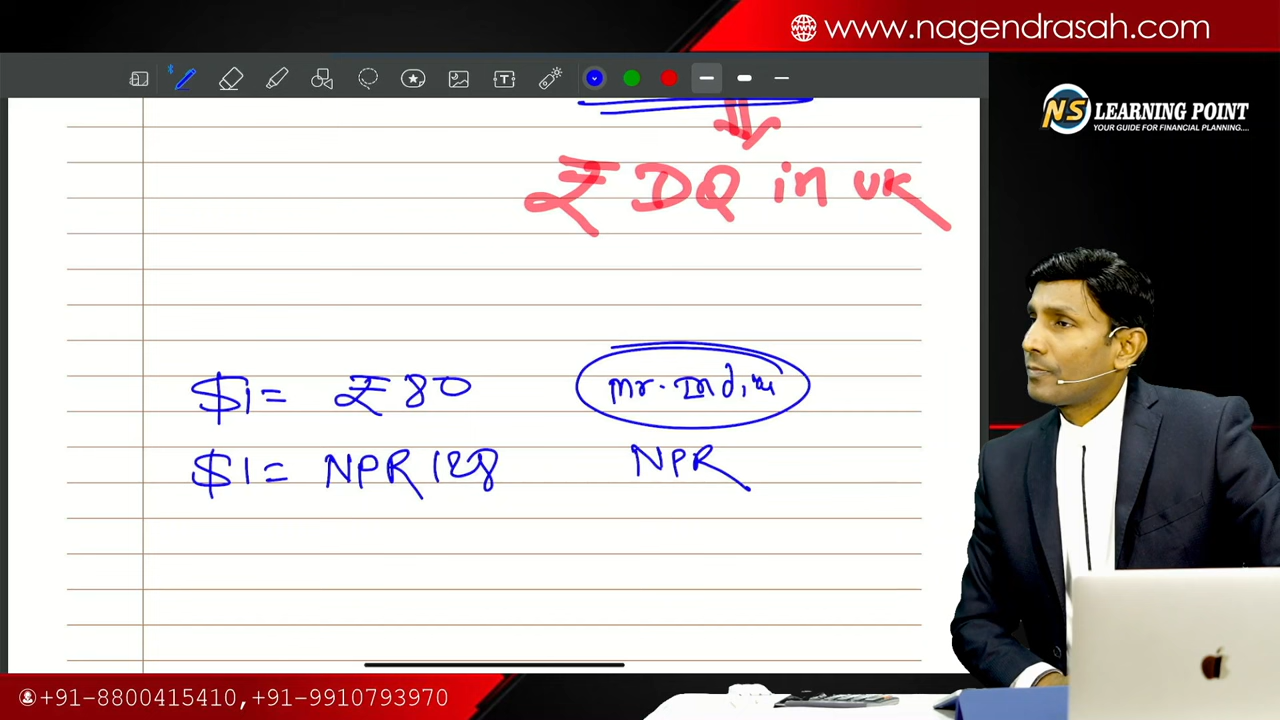 www.nagendrasah.com
NS LEARNING POINT
YOUR GUIDE FOR FINANCIAL PLANNING....
₹ DQ in UK
$1 = ₹ 80
Mr. India
$1 = NPR 128
NPR
+91-8800415410,+91-9910793970